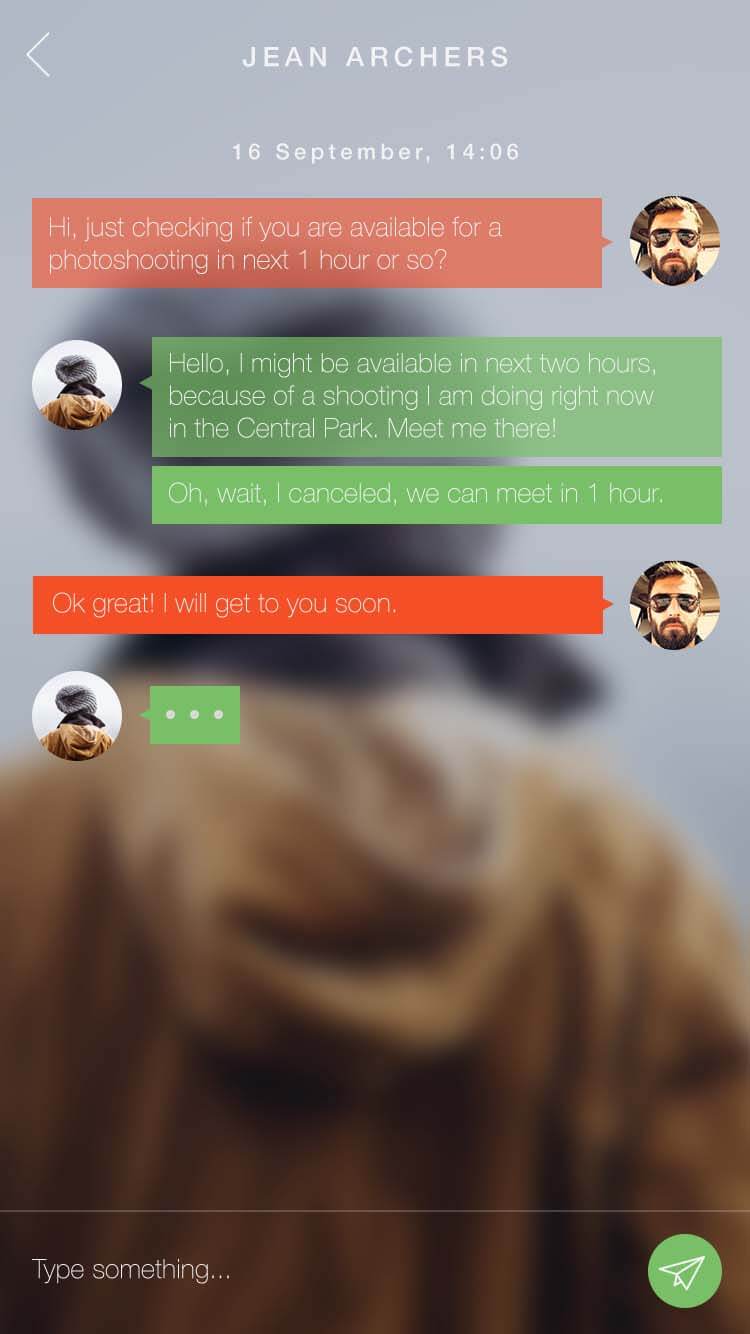 JEAN ARCHERS
16 September, 14:06
Hi, just checking if you are available for a
photoshooting in next 1 hour or so?
Hello, I might be available in next two hours,
because of a shooting I am doing right now
in the Central Park. Meet me there!
Oh, wait, I canceled, we can meet in 1 hour.
Ok great! I will get to you soon.
Type something...